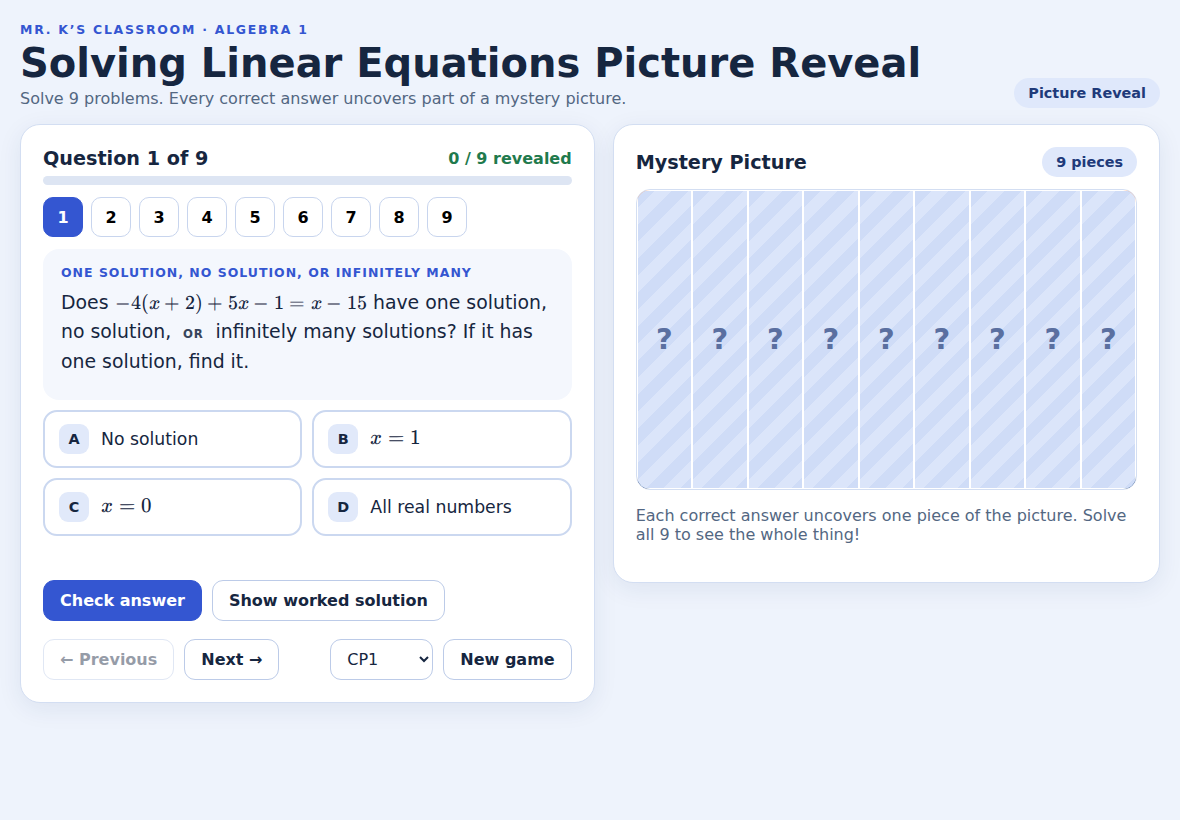 MR. K’S CLASSROOM · ALGEBRA 1
Solving Linear Equations Picture Reveal
Solve 9 problems. Every correct answer uncovers part of a mystery picture.
Picture Reveal
Question 1 of 9
0 / 9 revealed
1 2 3 4 5 6 7 8 9
ONE SOLUTION, NO SOLUTION, OR INFINITELY MANY
Does −4(x + 2) + 5x − 1 = x − 15 have one solution,
no solution, OR infinitely many solutions? If it has
one solution, find it.
A No solution
B x = 1
C x = 0
D All real numbers
Check answer
Show worked solution
← Previous
Next →
CP1
New game
Mystery Picture
9 pieces
? ? ? ? ? ? ? ? ?
Each correct answer uncovers one piece of the picture. Solve
all 9 to see the whole thing!